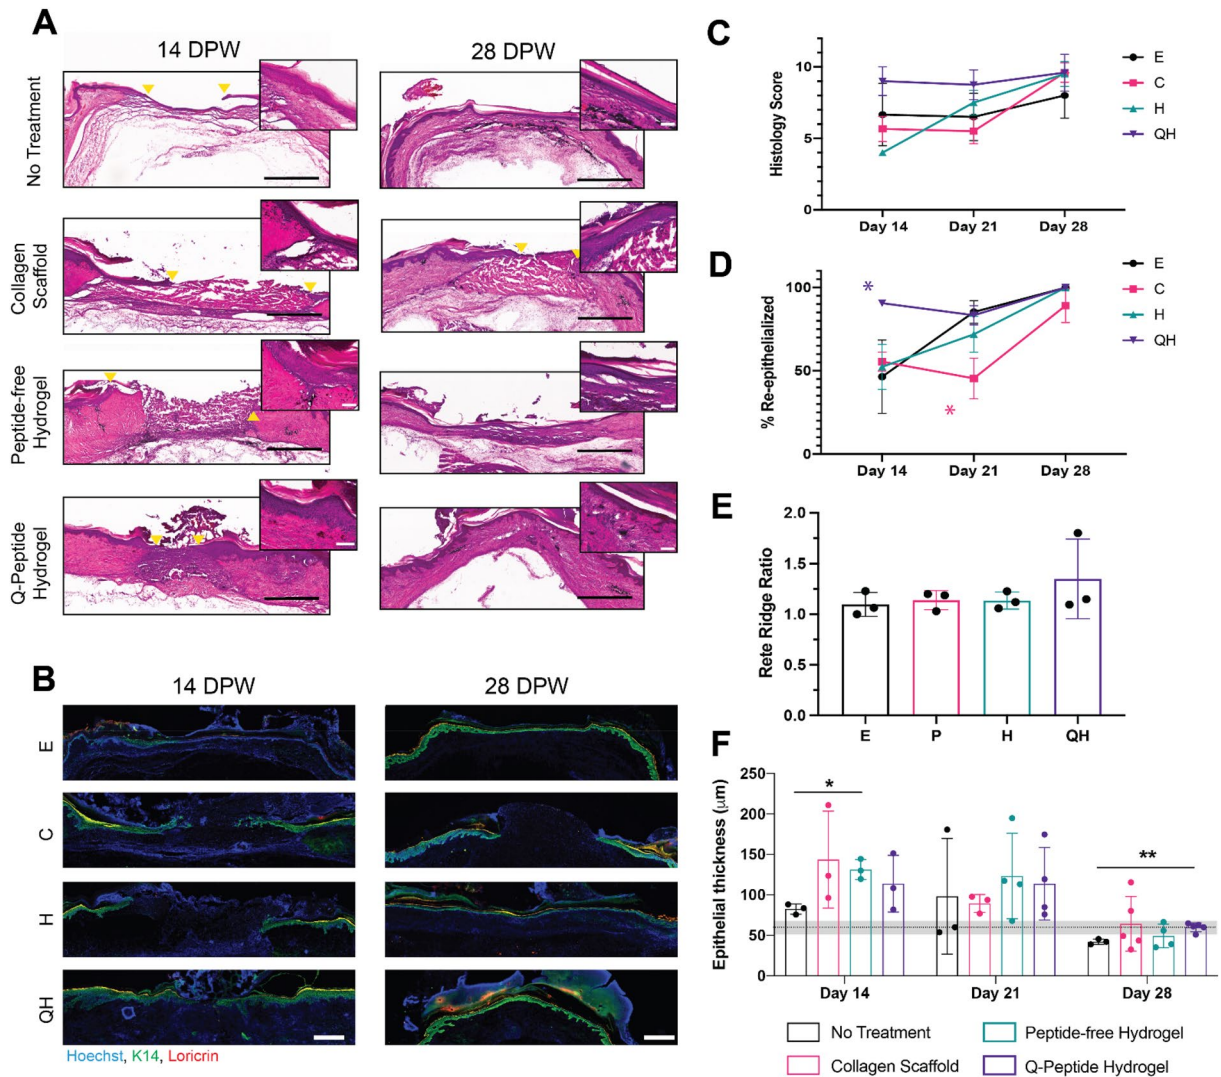 A
14 DPW
28 DPW
No Treatment
Collagen
Scaffold
Peptide-free
Hydrogel
Q-Peptide
Hydrogel
B
14 DPW
28 DPW
E
C
H
QH
Hoechst, K14, Loricrin
C
Histology Score
10
5
0
Day 14
Day 21
Day 28
E
C
H
QH
D
% Re-epithelialized
100
50
0
*
*
Day 14
Day 21
Day 28
E
C
H
QH
E
Rete Ridge Ratio
2.0
1.5
1.0
0.5
0.0
E
P
H
QH
F
Epithelial thickness (μm)
250
200
150
100
50
0
*
**
Day 14
Day 21
Day 28
No Treatment
Peptide-free Hydrogel
Collagen Scaffold
Q-Peptide Hydrogel